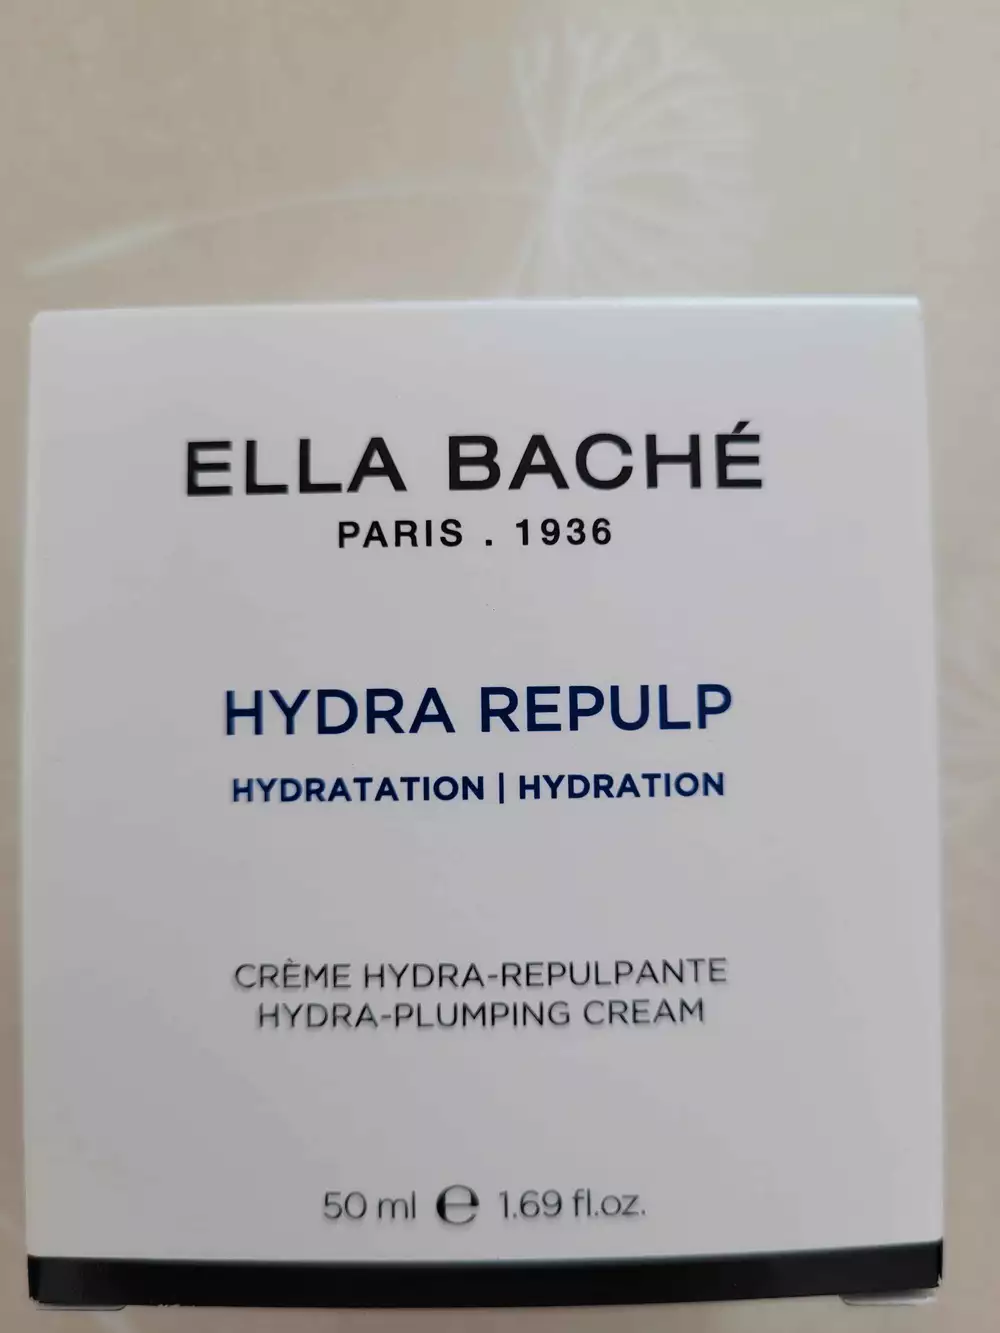 ELLA BACHÉ
PARIS . 1936
HYDRA REPULP
HYDRATATION | HYDRATION
CRÈME HYDRA-REPULPANTE
HYDRA-PLUMPING CREAM
50 ml ℮ 1.69 fl.oz.